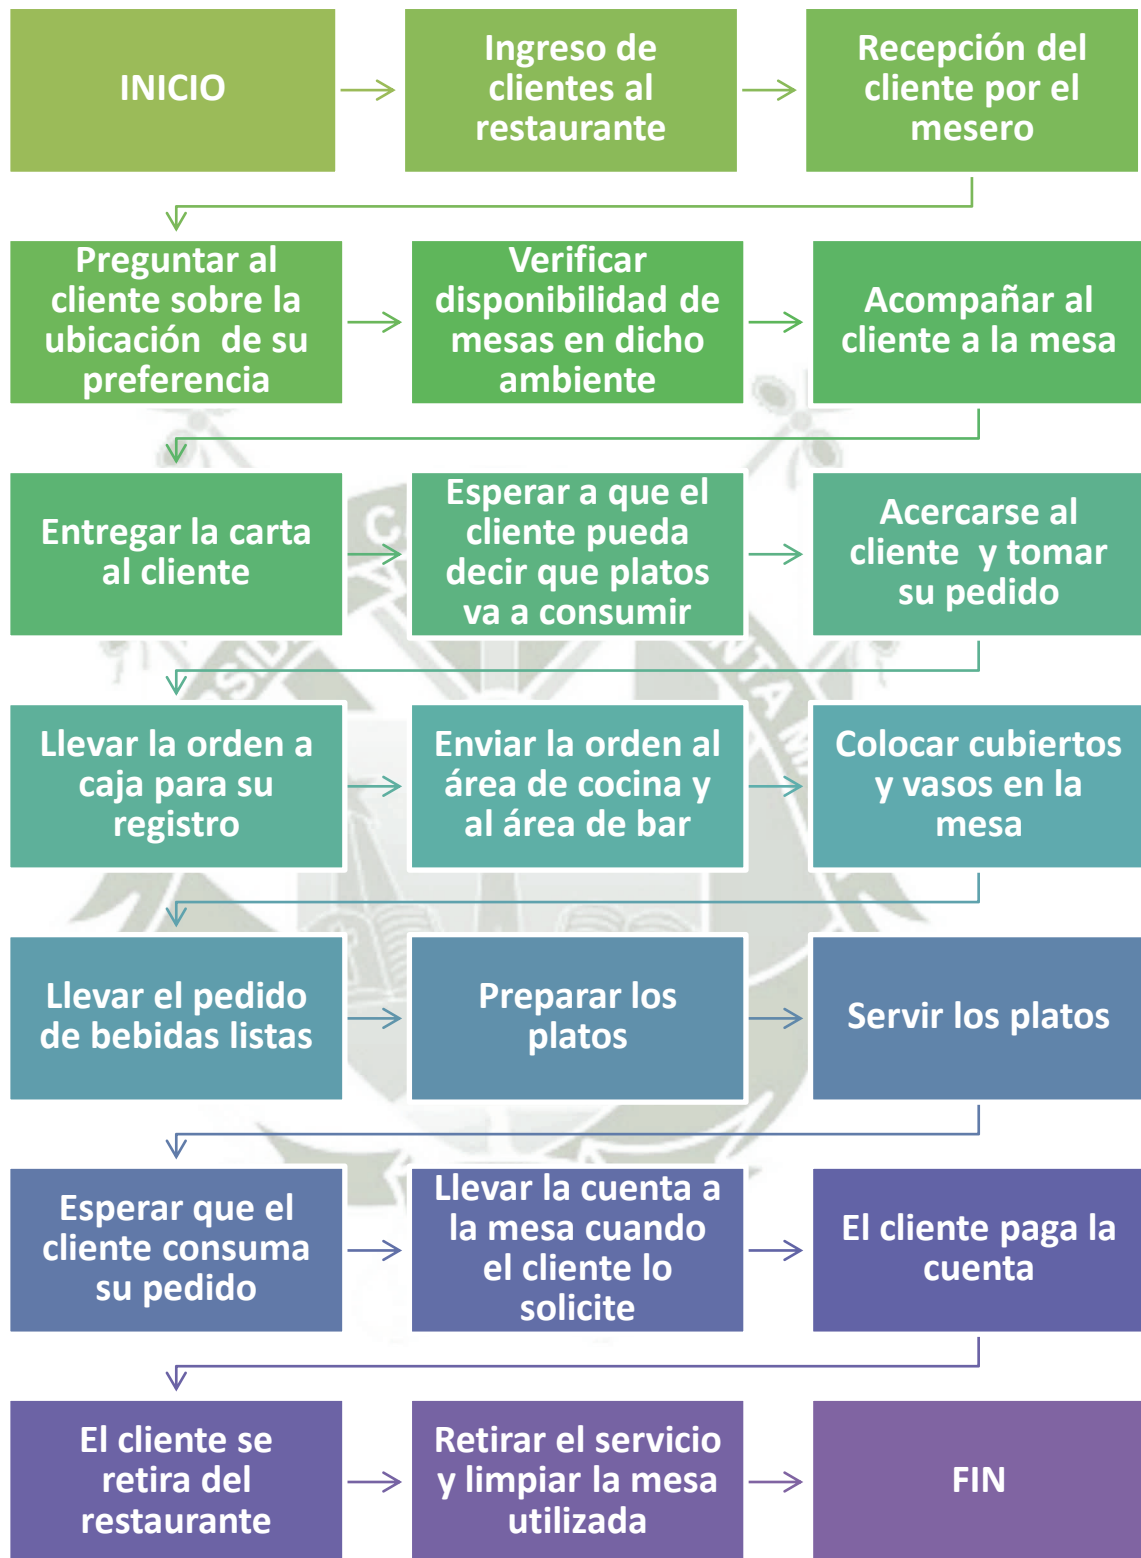 INICIO
Ingreso de
clientes al
restaurante
Recepción del
cliente por el
mesero
Preguntar al
cliente sobre la
ubicación de su
preferencia
Verificar
disponibilidad de
mesas en dicho
ambiente
Acompañar al
cliente a la mesa
Entregar la carta
al cliente
Esperar a que el
cliente pueda
decir que platos
va a consumir
Acercarse al
cliente y tomar
su pedido
Llevar la orden a
caja para su
registro
Enviar la orden al
área de cocina y
al área de bar
Colocar cubiertos
y vasos en la
mesa
Llevar el pedido
de bebidas listas
Preparar los
platos
Servir los platos
Esperar que el
cliente consuma
su pedido
Llevar la cuenta a
la mesa cuando
el cliente lo
solicite
El cliente paga la
cuenta
El cliente se
retira del
restaurante
Retirar el servicio
y limpiar la mesa
utilizada
FIN